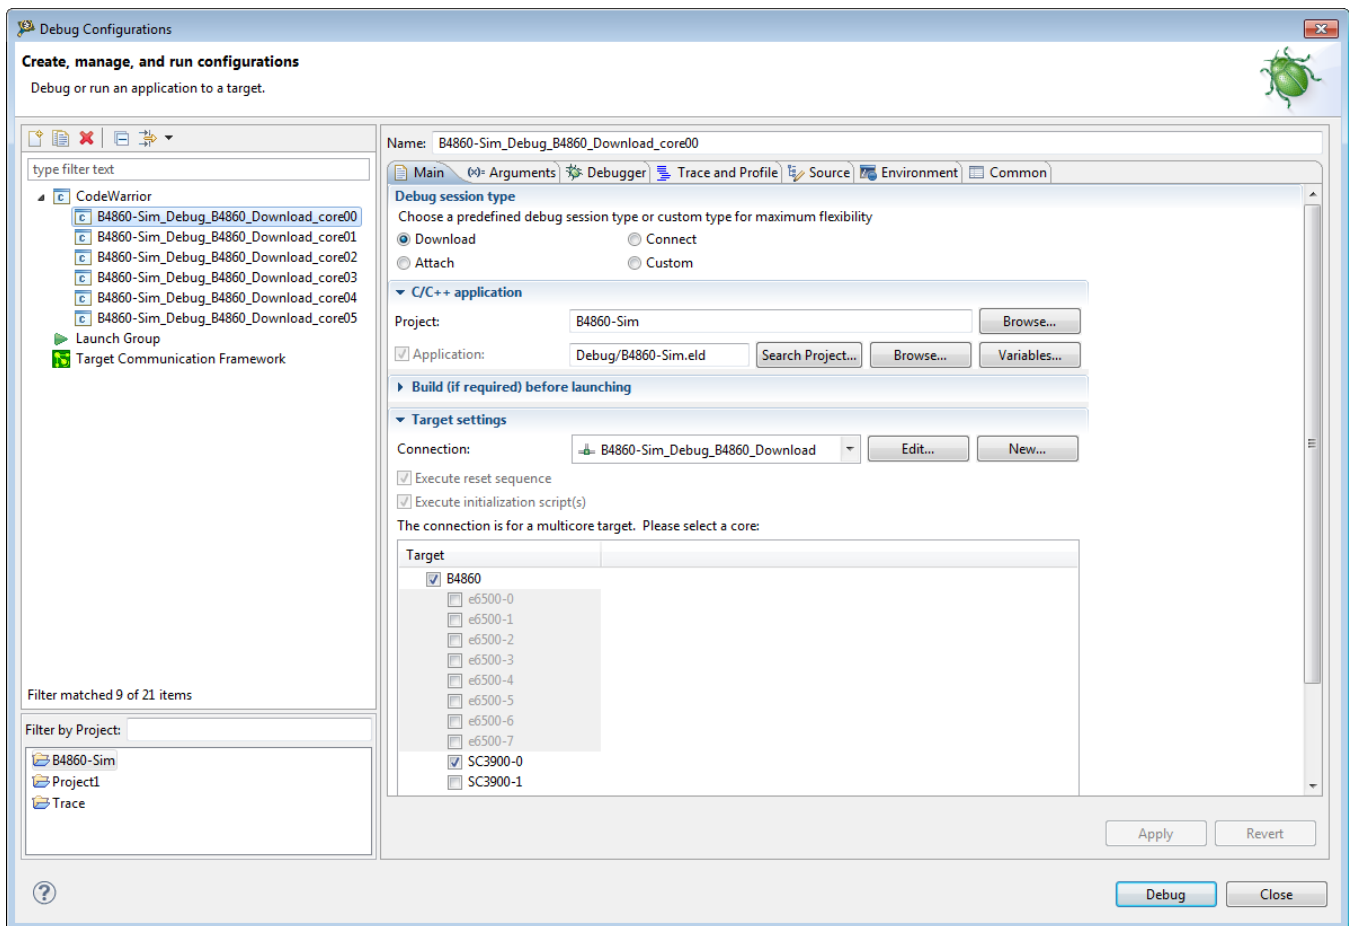 Debug Configurations
Create, manage, and run configurations
Debug or run an application to a target.
type filter text
CodeWarrior
B4860-Sim_Debug_B4860_Download_core00
B4860-Sim_Debug_B4860_Download_core01
B4860-Sim_Debug_B4860_Download_core02
B4860-Sim_Debug_B4860_Download_core03
B4860-Sim_Debug_B4860_Download_core04
B4860-Sim_Debug_B4860_Download_core05
Launch Group
Target Communication Framework
Filter matched 9 of 21 items
Filter by Project:
B4860-Sim
Project1
Trace
Name: B4860-Sim_Debug_B4860_Download_core00
Main (x)= Arguments Debugger Trace and Profile Source Environment Common
Debug session type
Choose a predefined debug session type or custom type for maximum flexibility
Download Connect
Attach Custom
C/C++ application
Project: B4860-Sim Browse...
Application: Debug/B4860-Sim.eld Search Project... Browse... Variables...
Build (if required) before launching
Target settings
Connection: B4860-Sim_Debug_B4860_Download Edit... New...
Execute reset sequence
Execute initialization script(s)
The connection is for a multicore target. Please select a core:
Target
B4860
e6500-0
e6500-1
e6500-2
e6500-3
e6500-4
e6500-5
e6500-6
e6500-7
SC3900-0
SC3900-1
Apply Revert
Debug Close